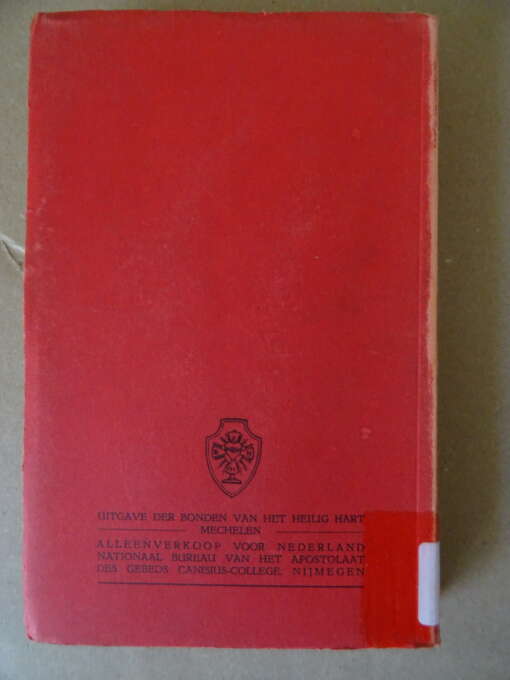 UITGAVE DER BONDEN VAN HET HEILIG HART
MECHELEN
ALLEENVERKOOP VOOR NEDERLAND
NATIONAAL BUREAU VAN HET APOSTOLAAT
DES GEBEDS CANISIUS-COLLEGE, NIJMEGEN